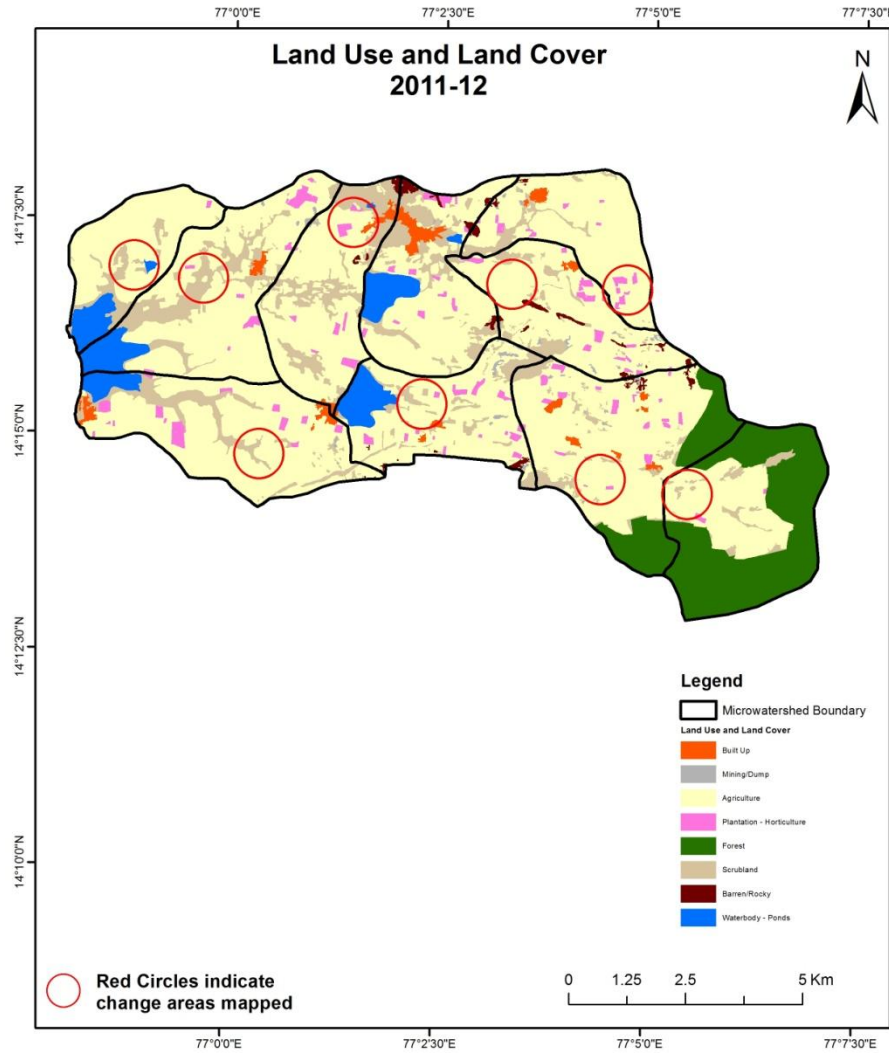 77°0'0"E
77°2'30"E
77°5'0"E
77°7'30"E
Land Use and Land Cover
2011-12
N
14°17'30"N
14°15'0"N
14°12'30"N
14°10'0"N
Legend
Microwatershed Boundary
Land Use and Land Cover
Built Up
Mining/Dump
Agriculture
Plantation - Horticulture
Forest
Scrubland
Barren/Rocky
Waterbody - Ponds
Red Circles indicate
change areas mapped
0 1.25 2.5 5 Km
77°0'0"E
77°2'30"E
77°5'0"E
77°7'30"E